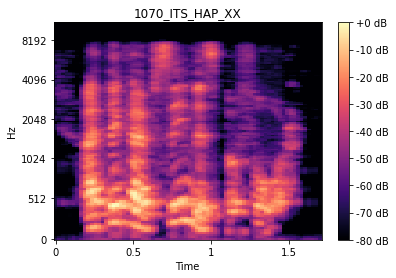 1070_ITS_HAP_XX
8192
4096
2048
1024
512
0
Hz
0
0.5
1
1.5
Time
+0 dB
-10 dB
-20 dB
-30 dB
-40 dB
-50 dB
-60 dB
-70 dB
-80 dB